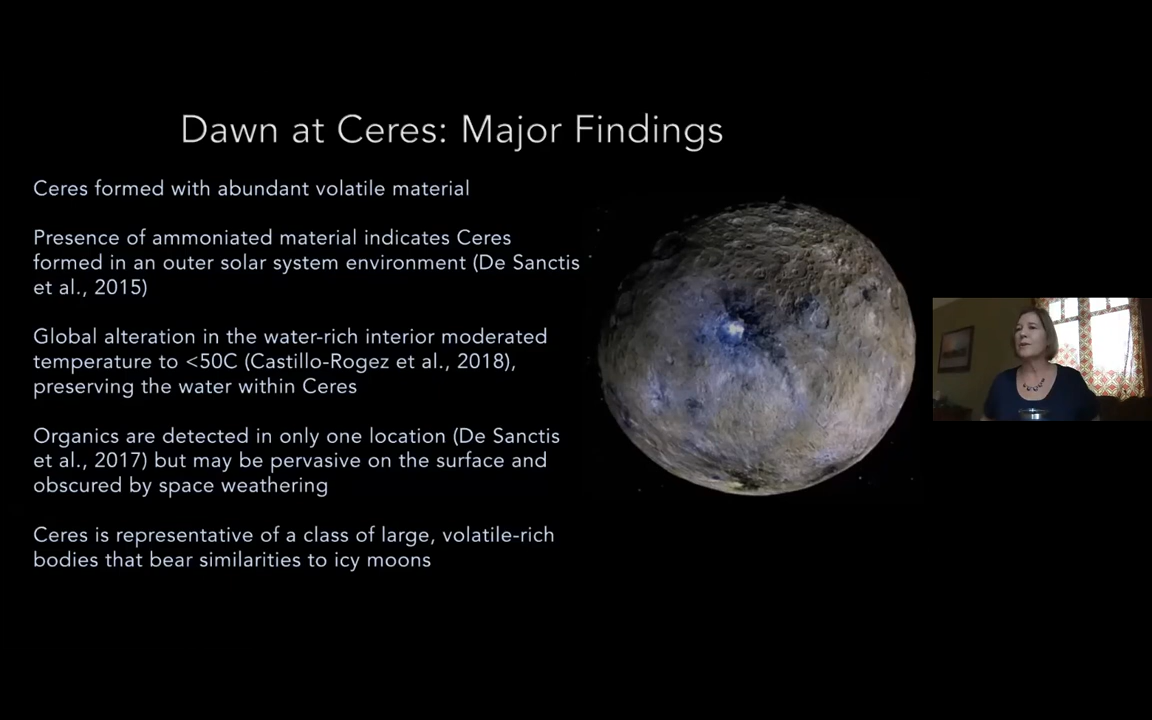 Dawn at Ceres: Major Findings
Ceres formed with abundant volatile material
Presence of ammoniated material indicates Ceres
formed in an outer solar system environment (De Sanctis
et al., 2015)
Global alteration in the water-rich interior moderated
temperature to <50C (Castillo-Rogez et al., 2018),
preserving the water within Ceres
Organics are detected in only one location (De Sanctis
et al., 2017) but may be pervasive on the surface and
obscured by space weathering
Ceres is representative of a class of large, volatile-rich
bodies that bear similarities to icy moons